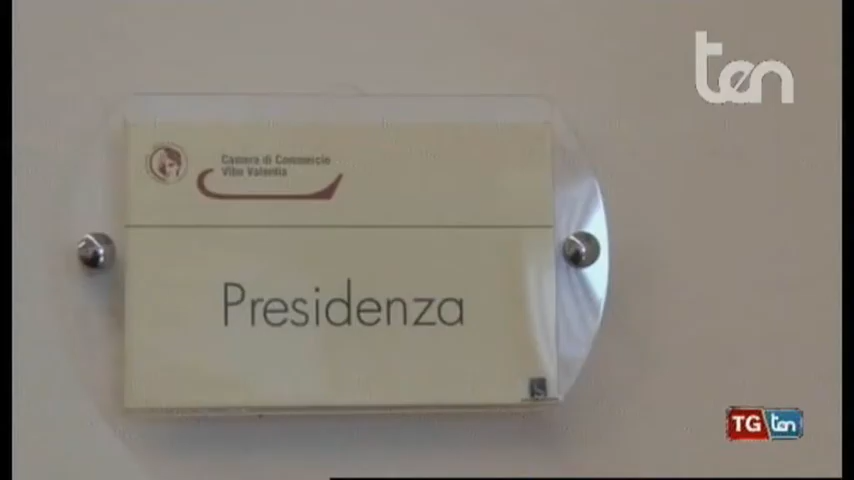 ten
Camera di Commercio
Vibo Valentia
Presidenza
TG ten